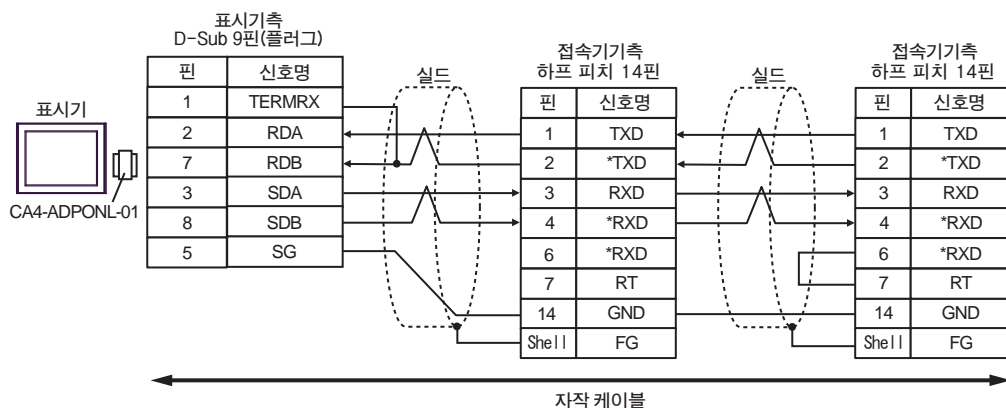 표시기측
D-Sub 9핀(플러그)
핀 신호명
1 TERMRX
2 RDA
7 RDB
3 SDA
8 SDB
5 SG
표시기
CA4-ADPONL-01
실드
접속기기측
하프 피치 14핀
핀 신호명
1 TXD
2 *TXD
3 RXD
4 *RXD
6 *RXD
7 RT
14 GND
Shell FG
실드
접속기기측
하프 피치 14핀
핀 신호명
1 TXD
2 *TXD
3 RXD
4 *RXD
6 *RXD
7 RT
14 GND
Shell FG
자작 케이블